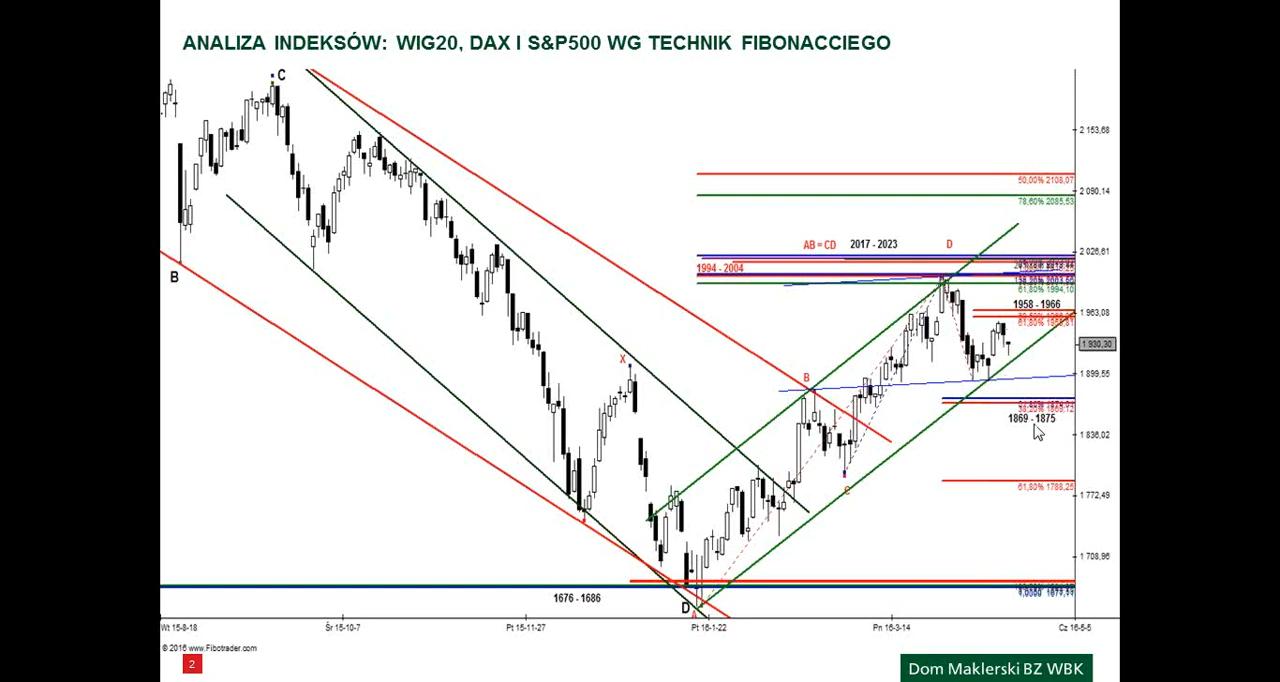 ANALIZA INDEKSÓW: WIG20, DAX I S&P500 WG TECHNIK FIBONACCIEGO
C
2 153,68
50,00% 2108,07
2 090,14
78,60% 2085,53
AB = CD 2017 - 2023 D
2 026,61
B
1994 - 2004
61,80% 1994,10
1958 - 1966
1 963,08
1 930,30
X
1 899,55
B
1869 - 1875
1 838,02
C
61,80% 1788,25
1 772,49
1 708,96
1676 - 1686
D
A
Wt 15-8-18 Śr 15-10-7 Pt 15-11-27 Pt 16-1-22 Pn 16-3-14 Cz 16-5-5
© 2016 www.Fibotrader.com
2
Dom Maklerski BZ WBK